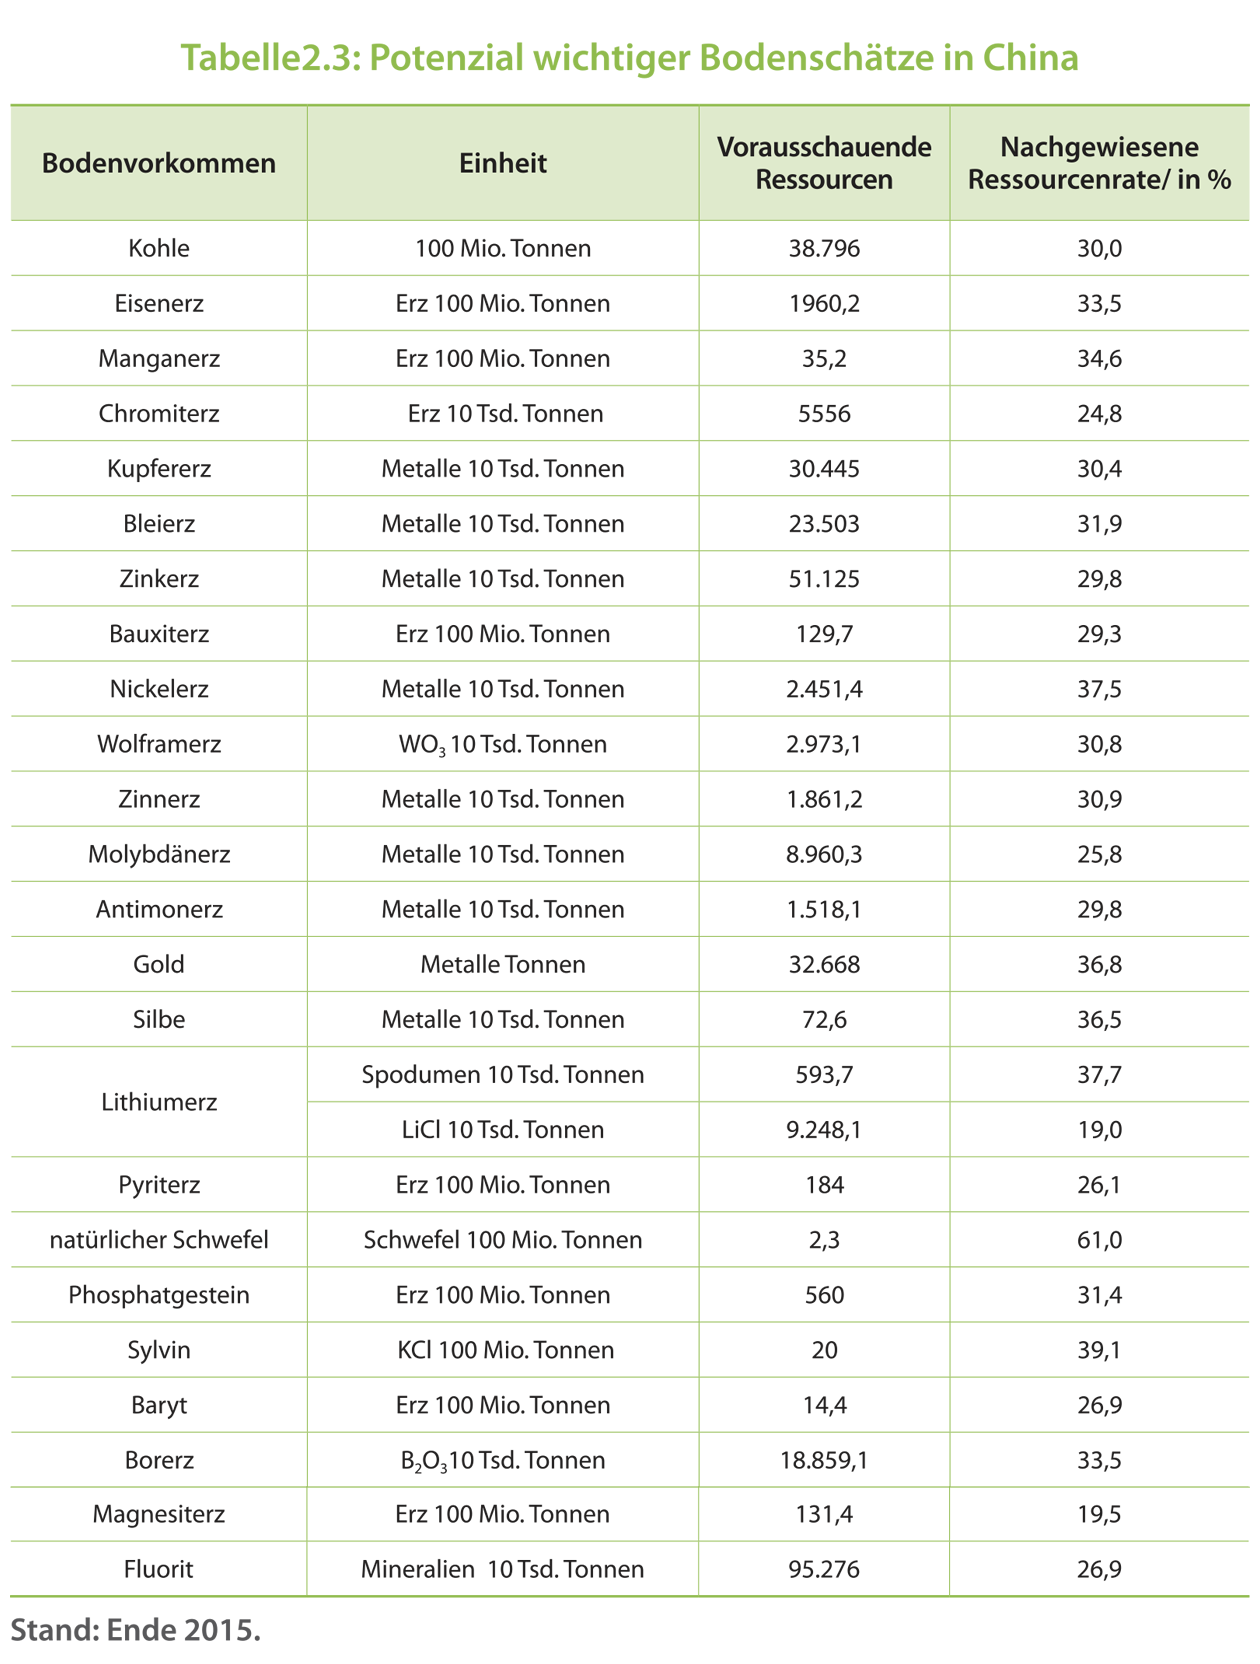 Tabelle2.3: Potenzial wichtiger Bodenschätze in China
Bodenvorkommen Einheit Vorausschauende Ressourcen Nachgewiesene Ressourcenrate/ in %
Kohle 100 Mio. Tonnen 38.796 30,0
Eisenerz Erz 100 Mio. Tonnen 1960,2 33,5
Manganerz Erz 100 Mio. Tonnen 35,2 34,6
Chromiterz Erz 10 Tsd. Tonnen 5556 24,8
Kupfererz Metalle 10 Tsd. Tonnen 30.445 30,4
Bleierz Metalle 10 Tsd. Tonnen 23.503 31,9
Zinkerz Metalle 10 Tsd. Tonnen 51.125 29,8
Bauxiterz Erz 100 Mio. Tonnen 129,7 29,3
Nickelerz Metalle 10 Tsd. Tonnen 2.451,4 37,5
Wolframerz WO₃ 10 Tsd. Tonnen 2.973,1 30,8
Zinnerz Metalle 10 Tsd. Tonnen 1.861,2 30,9
Molybdänerz Metalle 10 Tsd. Tonnen 8.960,3 25,8
Antimonerz Metalle 10 Tsd. Tonnen 1.518,1 29,8
Gold Metalle Tonnen 32.668 36,8
Silbe Metalle 10 Tsd. Tonnen 72,6 36,5
Lithiumerz Spodumen 10 Tsd. Tonnen 593,7 37,7
LiCl 10 Tsd. Tonnen 9.248,1 19,0
Pyriterz Erz 100 Mio. Tonnen 184 26,1
natürlicher Schwefel Schwefel 100 Mio. Tonnen 2,3 61,0
Phosphatgestein Erz 100 Mio. Tonnen 560 31,4
Sylvin KCl 100 Mio. Tonnen 20 39,1
Baryt Erz 100 Mio. Tonnen 14,4 26,9
Borerz B₂O₃10 Tsd. Tonnen 18.859,1 33,5
Magnesiterz Erz 100 Mio. Tonnen 131,4 19,5
Fluorit Mineralien 10 Tsd. Tonnen 95.276 26,9
Stand: Ende 2015.